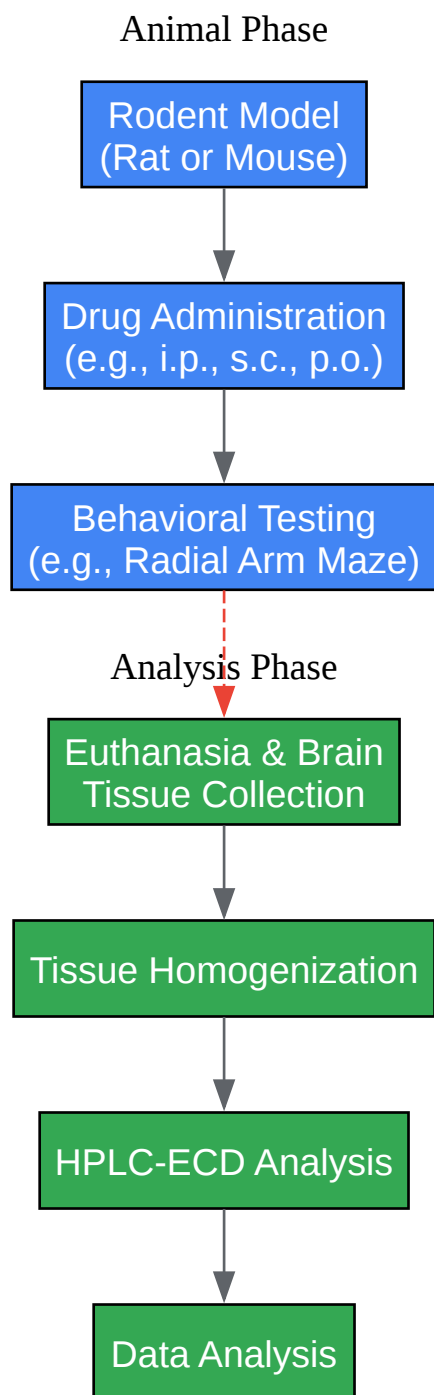 Animal Phase
Rodent Model
(Rat or Mouse)
Drug Administration
(e.g., i.p., s.c., p.o.)
Behavioral Testing
(e.g., Radial Arm Maze)
Analysis Phase
Euthanasia & Brain
Tissue Collection
Tissue Homogenization
HPLC-ECD Analysis
Data Analysis